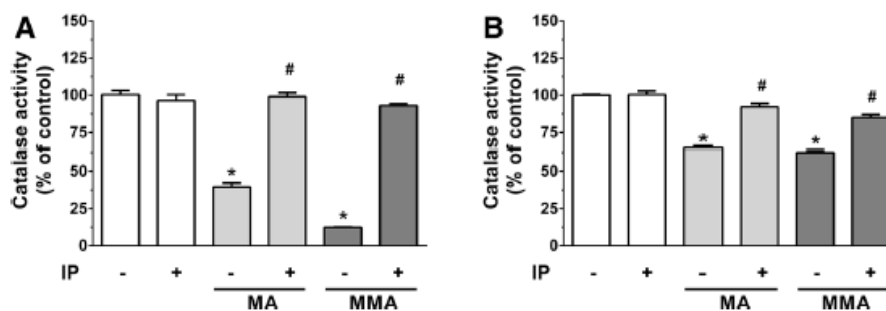 A
Catalase activity
(% of control)
150
125
100
75
50
25
0
*
#
*
#
IP - + - + - +
MA MMA
B
Catalase activity
(% of control)
150
125
100
75
50
25
0
*
#
*
#
IP - + - + - +
MA MMA